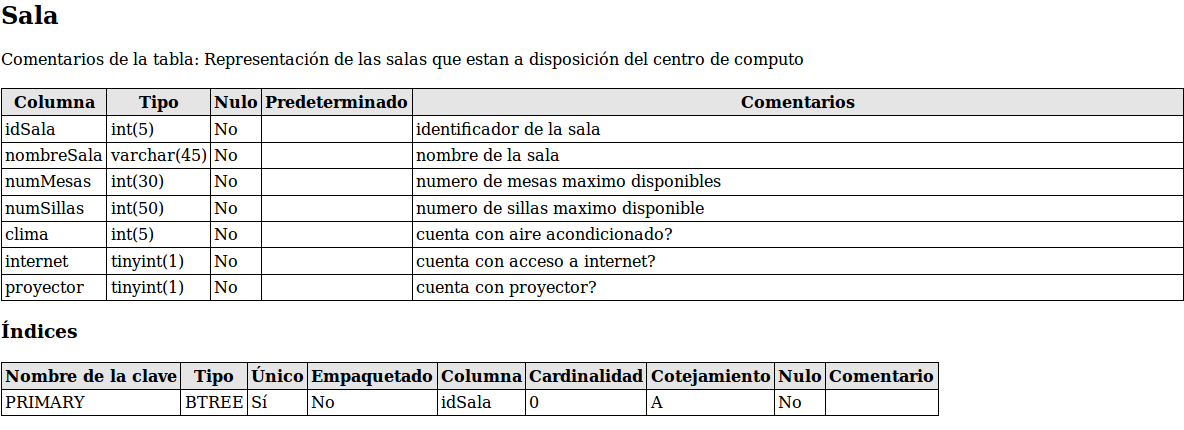 Sala
Comentarios de la tabla: Representación de las salas que estan a disposición del centro de computo
Columna Tipo Nulo Predeterminado Comentarios
idSala int(5) No identificador de la sala
nombreSala varchar(45) No nombre de la sala
numMesas int(30) No numero de mesas maximo disponibles
numSillas int(50) No numero de sillas maximo disponible
clima int(5) No cuenta con aire acondicionado?
internet tinyint(1) No cuenta con acceso a internet?
proyector tinyint(1) No cuenta con proyector?
Índices
Nombre de la clave Tipo Único Empaquetado Columna Cardinalidad Cotejamiento Nulo Comentario
PRIMARY BTREE Sí No idSala 0 A No